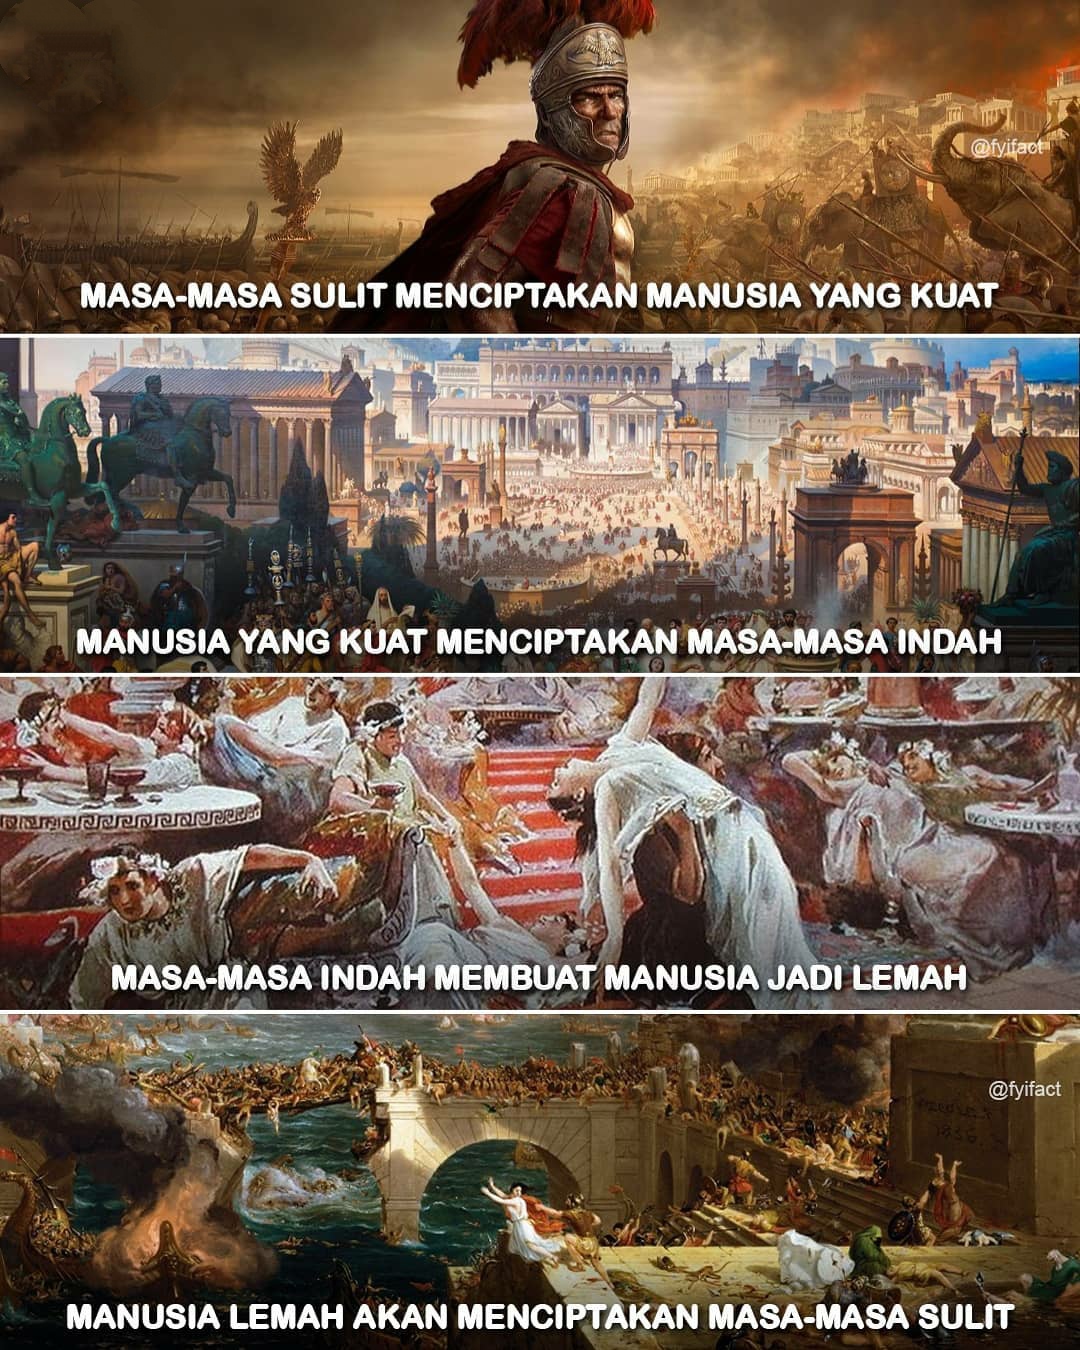 @fyifact
MASA-MASA SULIT MENCIPTAKAN MANUSIA YANG KUAT
MANUSIA YANG KUAT MENCIPTAKAN MASA-MASA INDAH
MASA-MASA INDAH MEMBUAT MANUSIA JADI LEMAH
@fyifact
MANUSIA LEMAH AKAN MENCIPTAKAN MASA-MASA SULIT